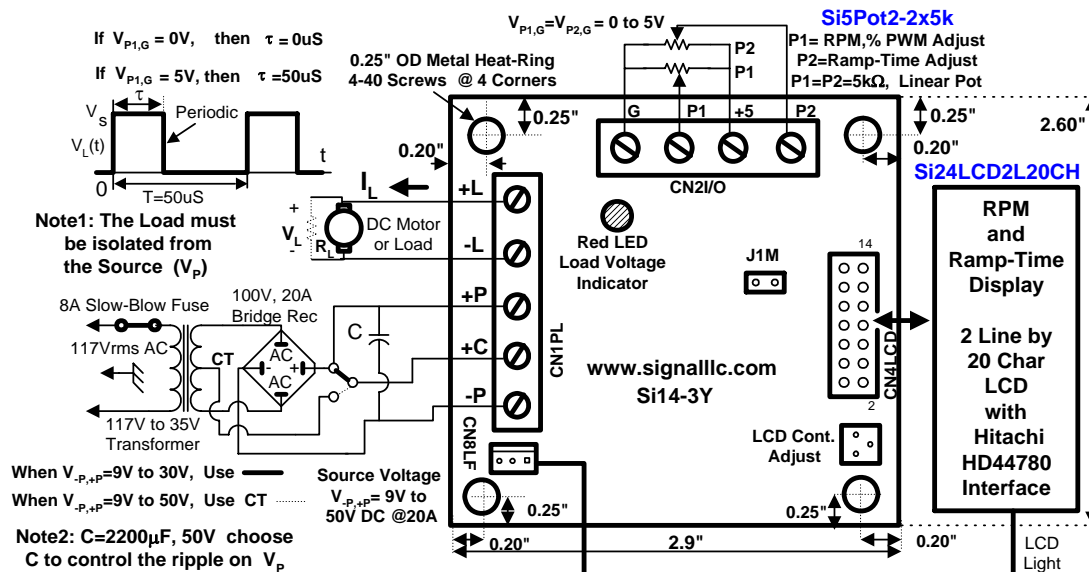 If V_P1,G = 0V, then τ = 0uS
If V_P1,G = 5V, then τ = 50uS
τ
V_S
Periodic
V_L(t)
0
t
T=50uS
Note1: The Load must
be isolated from
the Source (V_P)
8A Slow-Blow Fuse
117Vrms AC
117V to 35V
Transformer
CT
100V, 20A
Bridge Rec
AC
- +
AC
C
When V_-P,+P=9V to 30V, Use
When V_-P,+P=9V to 50V, Use CT
Note2: C=2200µF, 50V choose
C to control the ripple on V_P
Source Voltage
V_-P,+P= 9V to
50V DC @20A
0.25" OD Metal Heat-Ring
4-40 Screws @ 4 Corners
I_L
+
V_L
-
R_L
DC Motor
or Load
+L
-L
+P
+C
-P
CN1PL
CN8LF
V_P1,G=V_P2,G = 0 to 5V
P2
P1
Si5Pot2-2x5k
P1= RPM,% PWM Adjust
P2=Ramp-Time Adjust
P1=P2=5kΩ, Linear Pot
0.25"
0.20"
G P1 +5 P2
CN2I/O
0.25"
0.20"
2.60"
Red LED
Load Voltage
Indicator
J1M
14
CN4LCD
2
www.signalllc.com
Si14-3Y
LCD Cont.
Adjust
0.25"
0.20"
0.25"
0.20"
2.9"
Si24LCD2L20CH
RPM
and
Ramp-Time
Display
2 Line by
20 Char
LCD
with
Hitachi
HD44780
Interface
LCD
Light